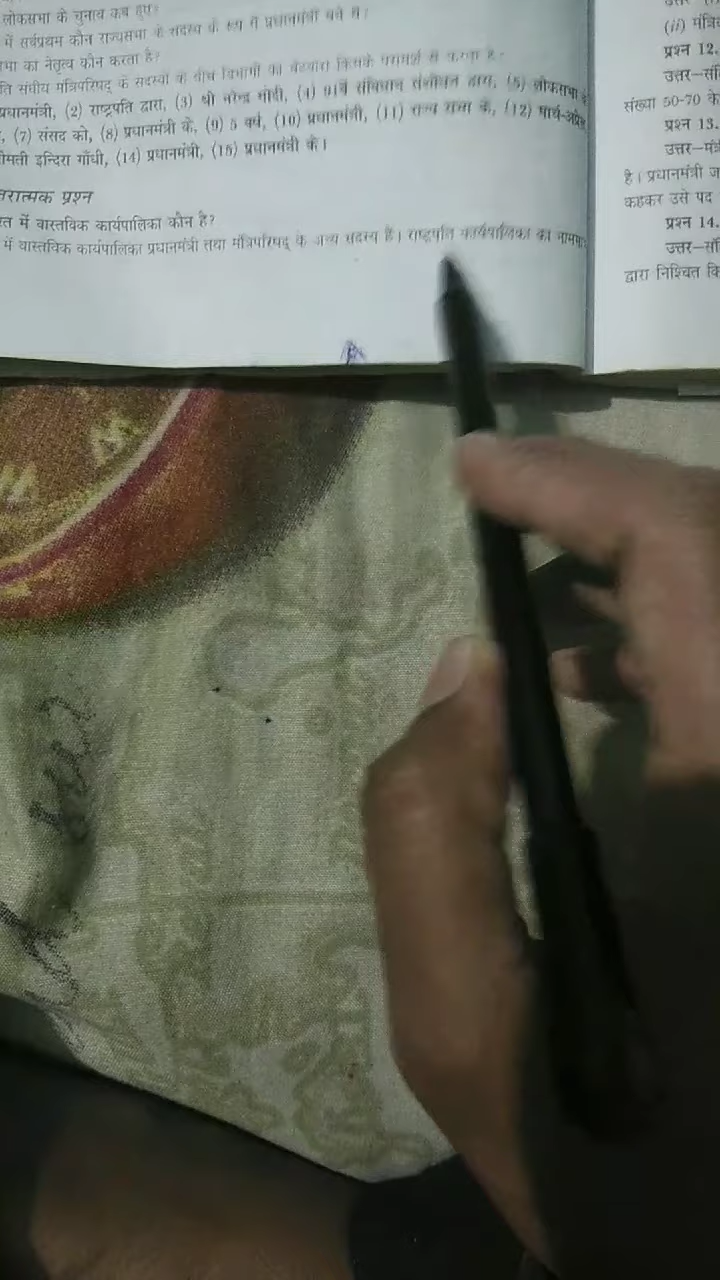 लोकसभा के चुनाव कब हुए?
में सर्वप्रथम कौन राज्यसभा के सदस्य के रूप में प्रधानमंत्री बने थे?
का नेतृत्व कौन करता है?
संघीय मंत्रिपरिषद् के सदस्यों के बीच विभागों का बँटवारा किसके परामर्श से करता है-
प्रधानमंत्री, (2) राष्ट्रपति द्वारा, (3) श्री नरेन्द्र मोदी, (4) 91वें संविधान संशोधन द्वारा, (5) लोकसभा के
(7) संसद को, (8) प्रधानमंत्री के, (9) 5 वर्ष, (10) प्रधानमंत्री, (11) राज्य सभा के, (12) मार्च-अप्रैल
इन्दिरा गाँधी, (14) प्रधानमंत्री, (15) प्रधानमंत्री के।
प्रश्न
में वास्तविक कार्यपालिका कौन है?
में वास्तविक कार्यपालिका प्रधानमंत्री तथा मंत्रिपरिषद् के अन्य सदस्य हैं। राष्ट्रपति कार्यपालिका का
(ii)
प्रश्न 12.
उत्तर
संख्या 50-70 के
प्रश्न 13.
उत्तर
है। प्रधानमंत्री
कहकर उसे पद
प्रश्न 14.
उत्तर
द्वारा निश्चित